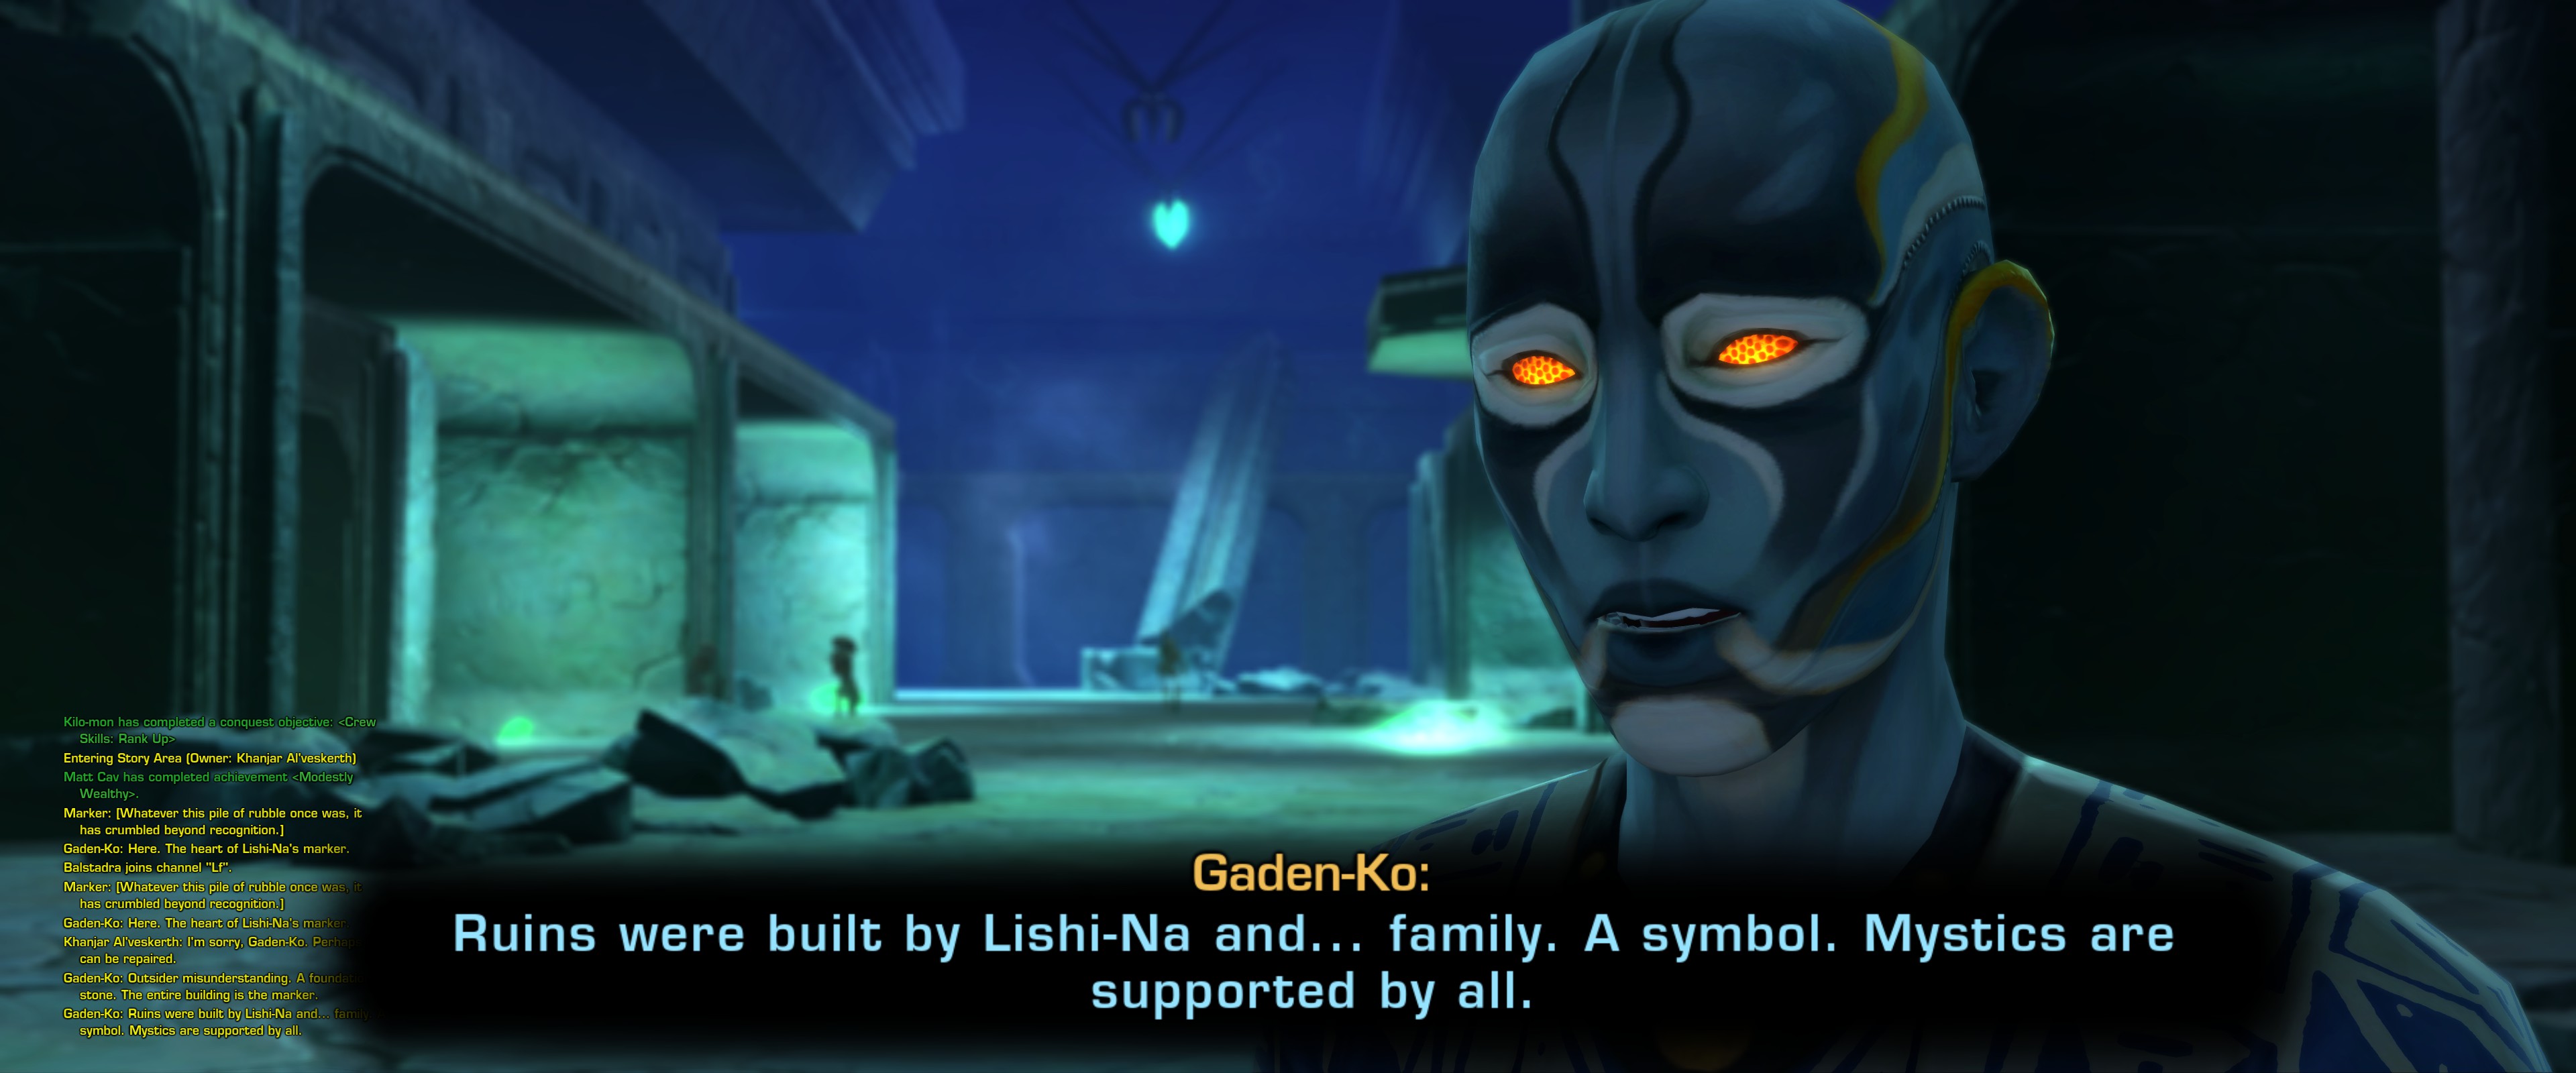 Kilo-mon has completed a conquest objective: <Crew
Skills: Rank Up>
Entering Story Area (Owner: Khanjar Al'veskerth)
Matt Cav has completed achievement <Modestly
Wealthy>.
Marker: [Whatever this pile of rubble once was, it
has crumbled beyond recognition.]
Gaden-Ko: Here. The heart of Lishi-Na's marker.
Balstadra joins channel "Lf".
Marker: [Whatever this pile of rubble once was, it
has crumbled beyond recognition.]
Gaden-Ko: Here. The heart of Lishi-Na's marker.
Khanjar Al'veskerth: I'm sorry, Gaden-Ko.
can be repaired.
Gaden-Ko: Outsider misunderstanding. A
stone. The entire building is the marker.
Gaden-Ko: Ruins were built by Lishi-Na and... family.
symbol. Mystics are supported by all.
Gaden-Ko:
Ruins were built by Lishi-Na and... family. A symbol. Mystics are
supported by all.